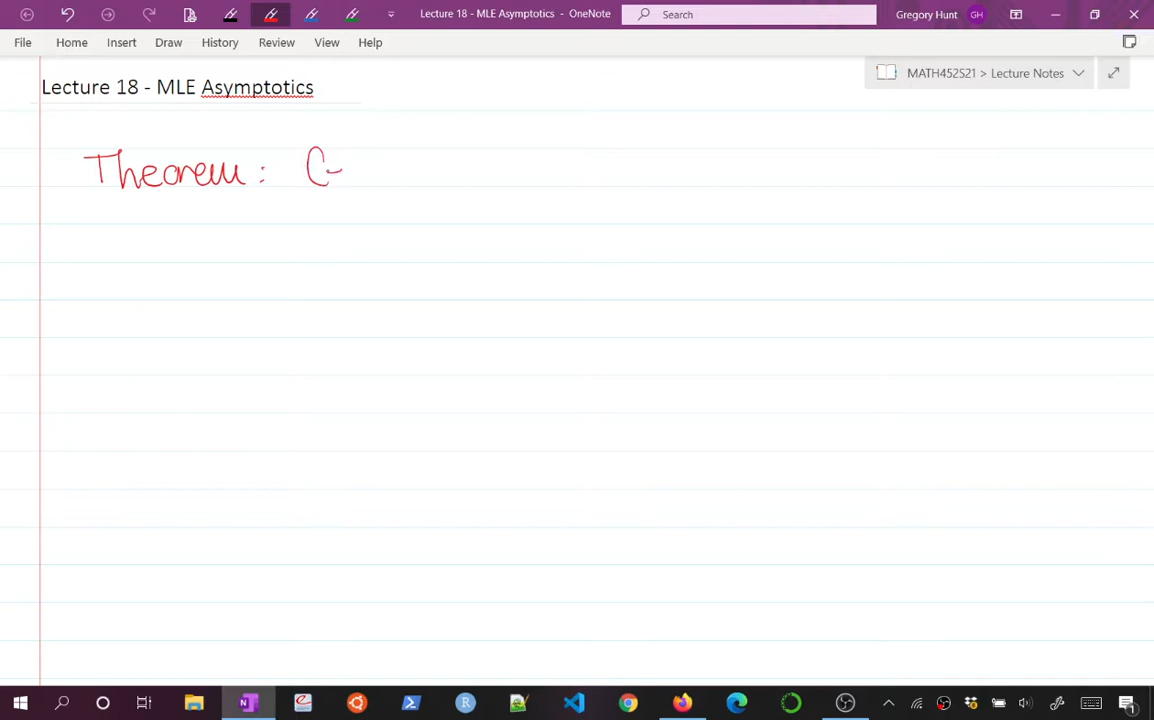 Lecture 18 - MLE Asymptotics - OneNote
Search
Gregory Hunt
GH
File Home Insert Draw History Review View Help
Lecture 18 - MLE Asymptotics
MATH452S21 > Lecture Notes
Theorem: